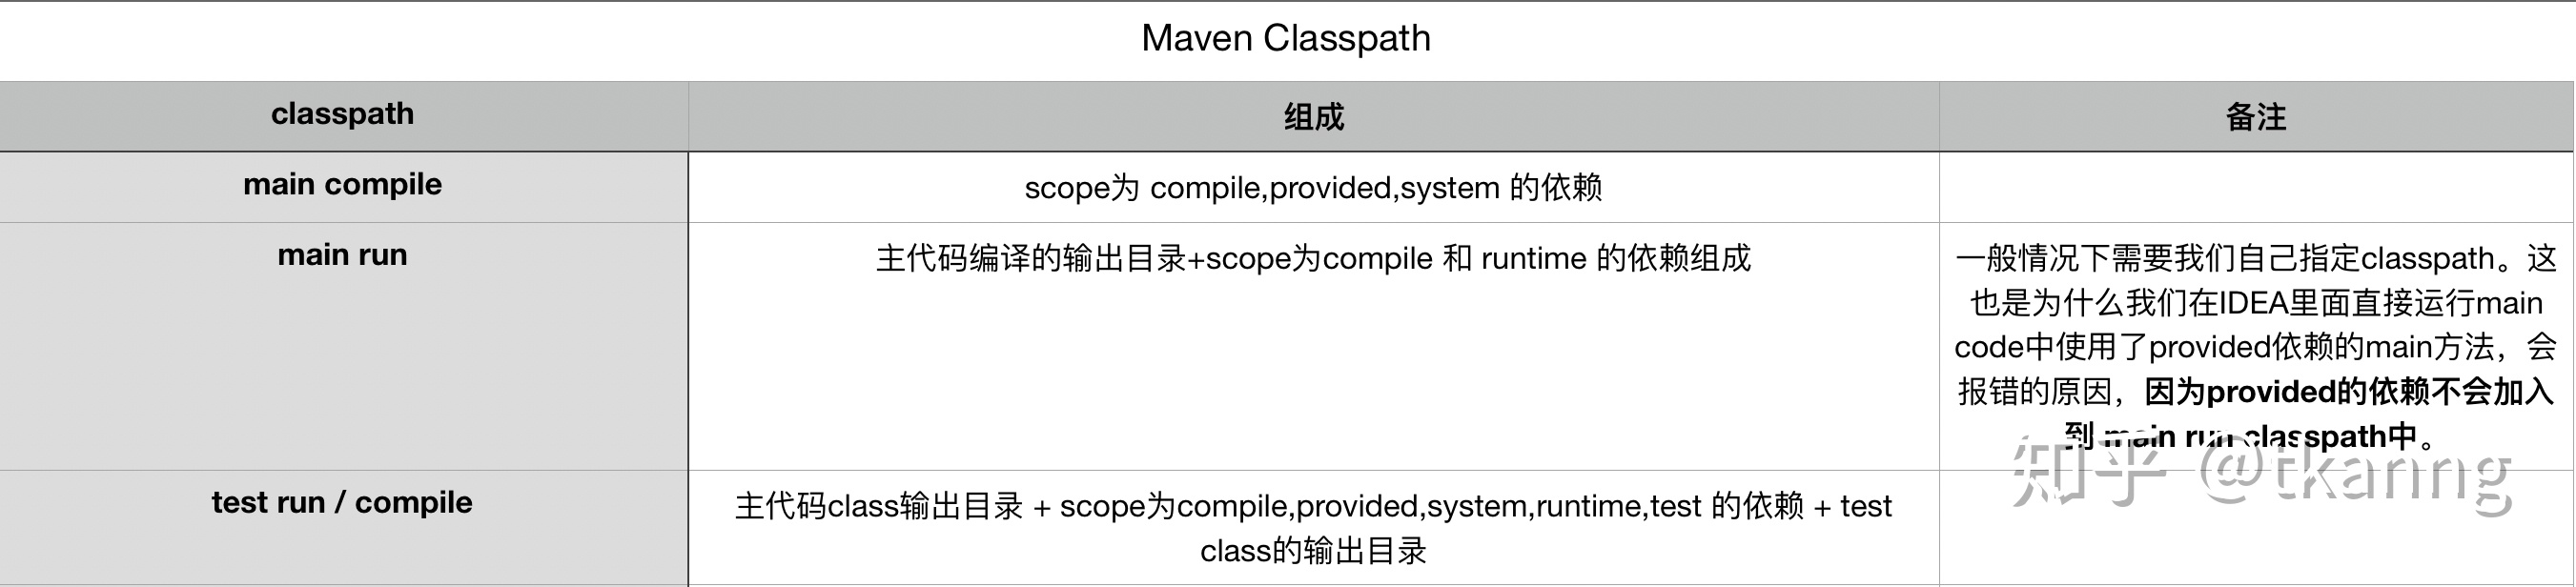 Maven Classpath
classpath
组成
备注
main compile
scope为 compile,provided,system 的依赖
main run
主代码编译的输出目录+scope为compile 和 runtime 的依赖组成
一般情况下需要我们自己指定classpath。这
也是为什么我们在IDEA里面直接运行main
code中使用了provided依赖的main方法，会
报错的原因，因为provided的依赖不会加入
到 main run classpath中。
test run / compile
主代码class输出目录 + scope为compile,provided,system,runtime,test 的依赖 + test
class的输出目录
知乎 @tkanng